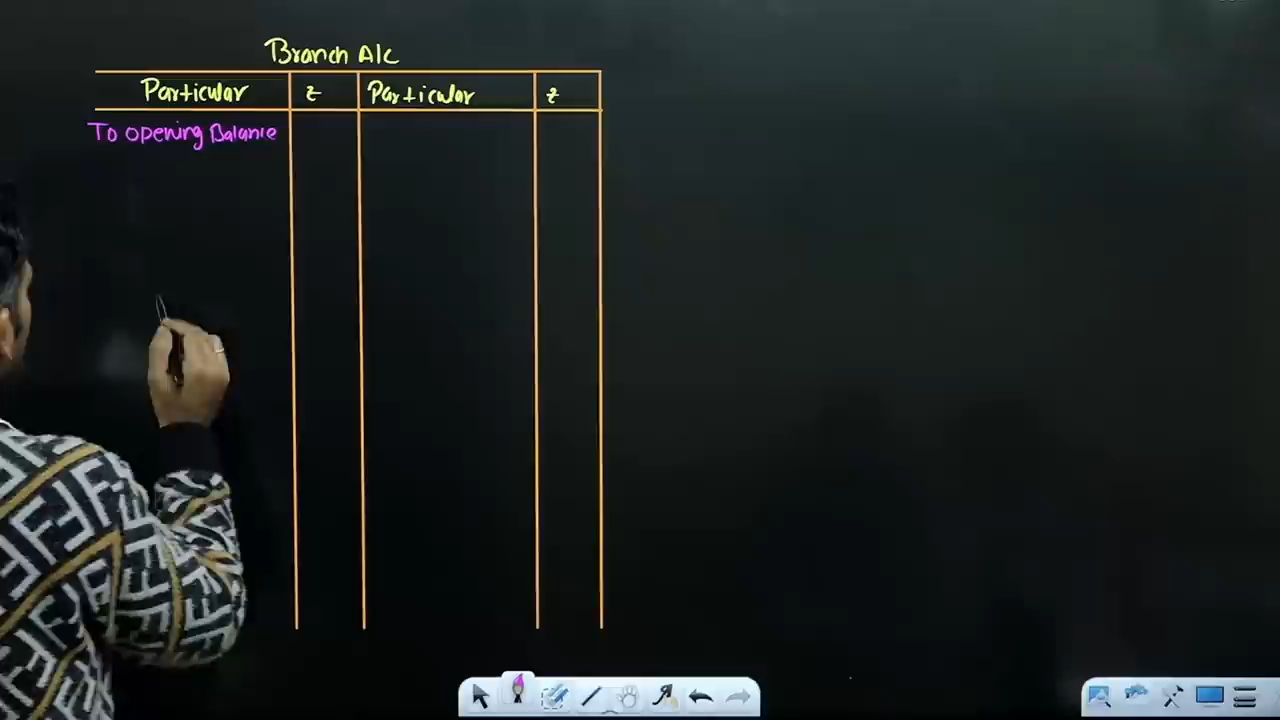 Branch A/c
Particular ₹ Particular ₹
To opening Balance